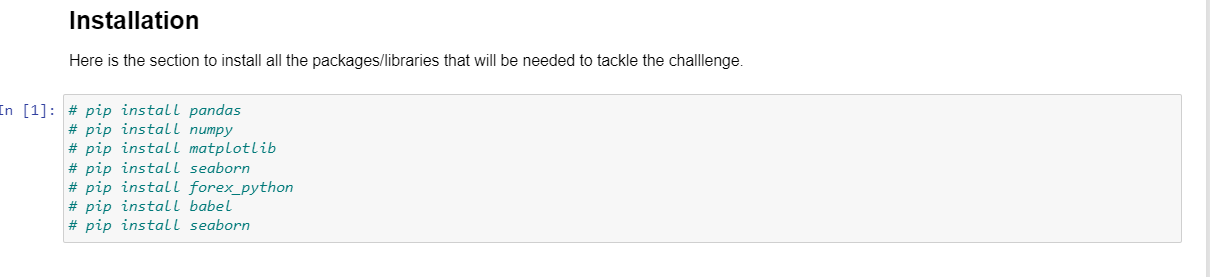 Installation
Here is the section to install all the packages/libraries that will be needed to tackle the challlenge.
In [1]: # pip install pandas
# pip install numpy
# pip install matplotlib
# pip install seaborn
# pip install forex_python
# pip install babel
# pip install seaborn